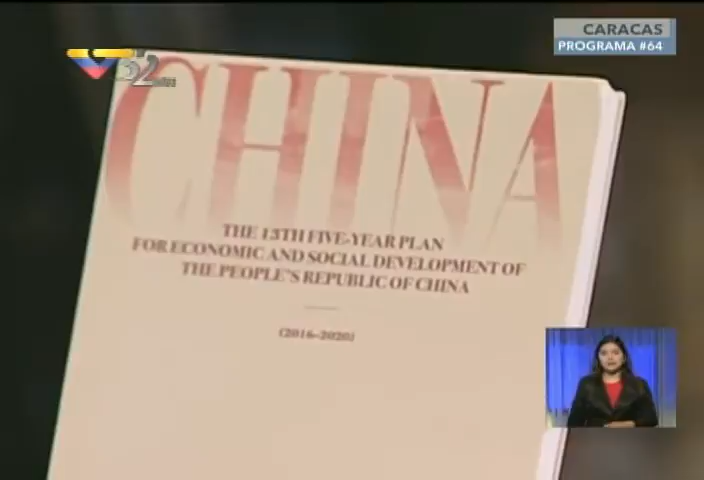 CARACAS
PROGRAMA #64
52
CHINA
THE 13TH FIVE-YEAR PLAN
FOR ECONOMIC AND SOCIAL DEVELOPMENT OF
THE PEOPLE'S REPUBLIC OF CHINA
(2016-2020)